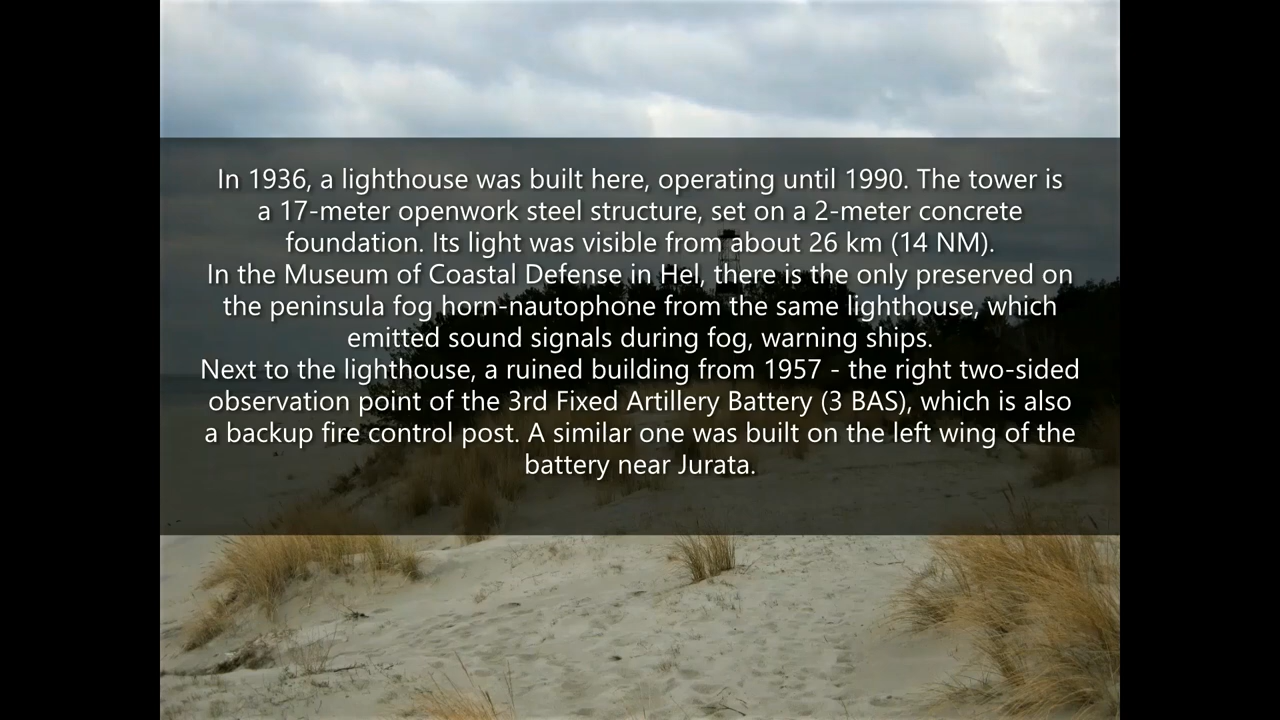 In 1936, a lighthouse was built here, operating until 1990. The tower is
a 17-meter openwork steel structure, set on a 2-meter concrete
foundation. Its light was visible from about 26 km (14 NM).
In the Museum of Coastal Defense in Hel, there is the only preserved on
the peninsula fog horn-nautophone from the same lighthouse, which
emitted sound signals during fog, warning ships.
Next to the lighthouse, a ruined building from 1957 - the right two-sided
observation point of the 3rd Fixed Artillery Battery (3 BAS), which is also
a backup fire control post. A similar one was built on the left wing of the
battery near Jurata.